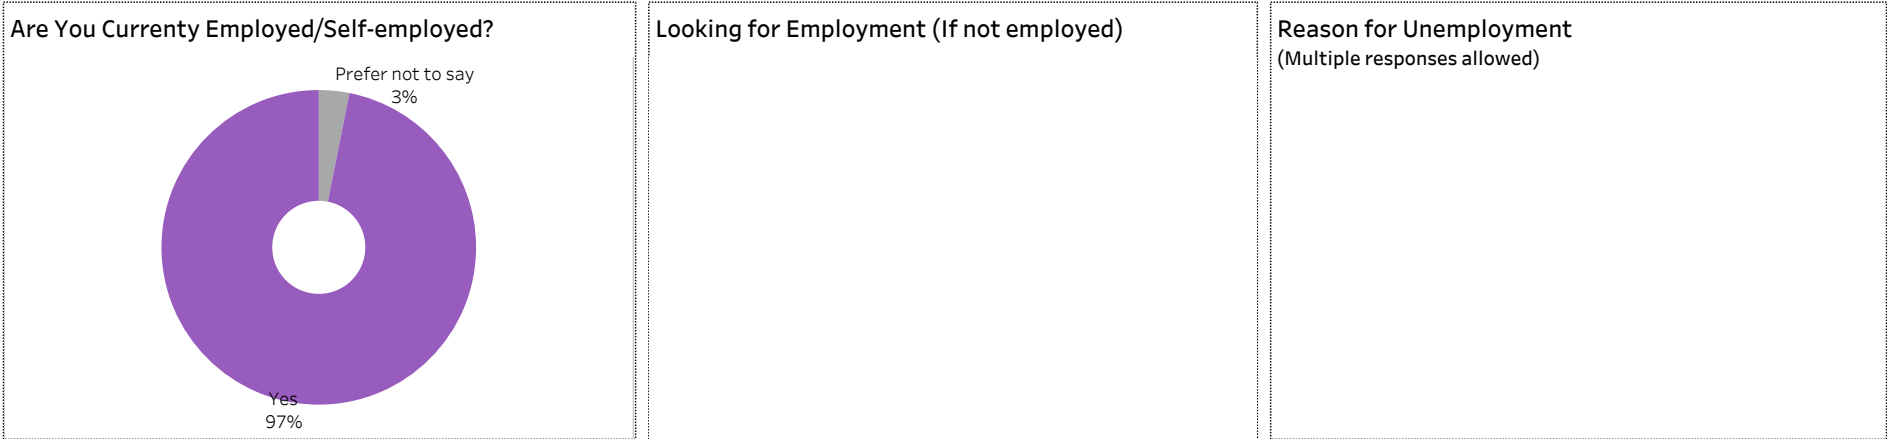 Are You Currenty Employed/Self-employed?
Prefer not to say
3%
Yes
97%
Looking for Employment (If not employed)
Reason for Unemployment
(Multiple responses allowed)